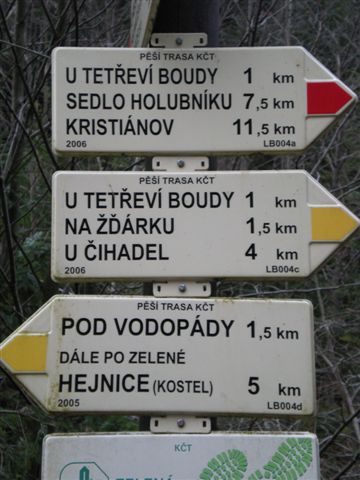 PĚŠÍ TRASA KČT
U TETŘEVÍ BOUDY 1 km
SEDLO HOLUBNÍKU 7,5 km
KRISTIÁNOV 11,5 km
2006 LB004a
PĚŠÍ TRASA KČT
U TETŘEVÍ BOUDY 1 km
NA ŽĎÁRKU 1,5 km
U ČIHADEL 4 km
2006 LB004c
PĚŠÍ TRASA KČT
POD VODOPÁDY 1,5 km
DÁLE PO ZELENÉ
HEJNICE (KOSTEL) 5 km
2005 LB004d
KČT
ZELENÁ